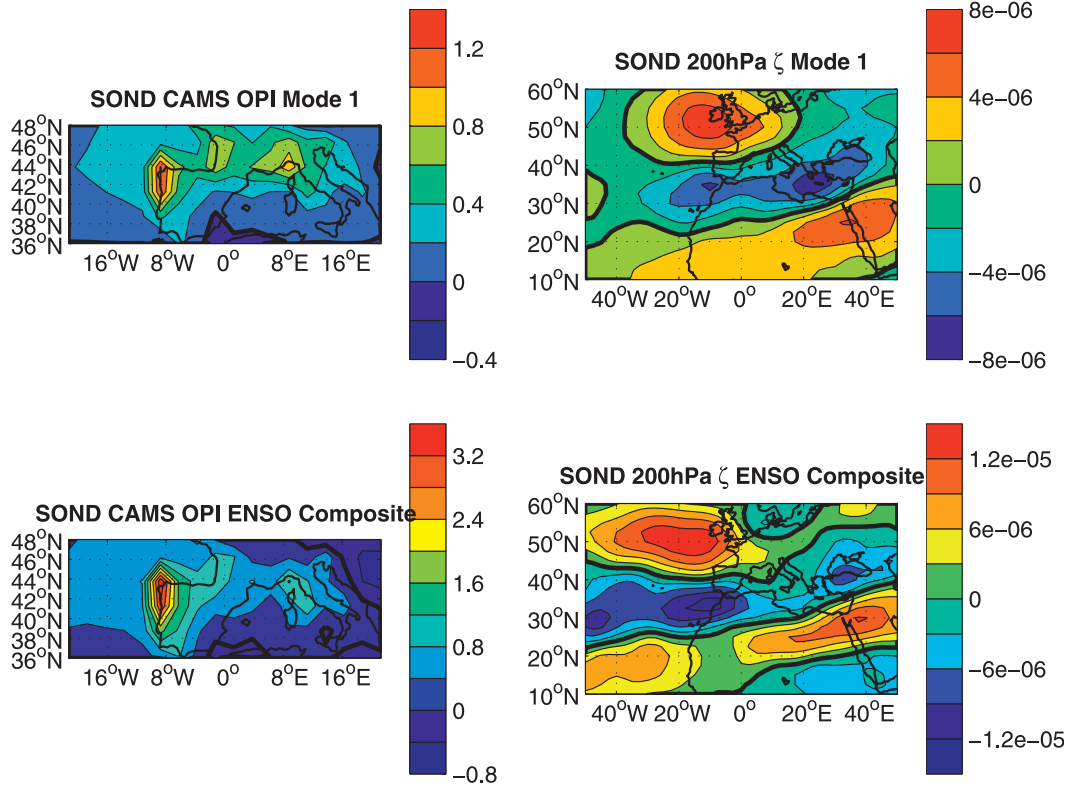 SOND CAMS OPI Mode 1
48°N
46°N
44°N
42°N
40°N
38°N
36°N
16°W 8°W 0° 8°E 16°E
1.2
0.8
0.4
0
−0.4
SOND 200hPa ζ Mode 1
60°N
50°N
40°N
30°N
20°N
10°N
40°W 20°W 0° 20°E 40°E
8e−06
4e−06
0
−4e−06
−8e−06
SOND CAMS OPI ENSO Composite
48°N
46°N
44°N
42°N
40°N
38°N
36°N
16°W 8°W 0° 8°E 16°E
3.2
2.4
1.6
0.8
0
−0.8
SOND 200hPa ζ ENSO Composite
60°N
50°N
40°N
30°N
20°N
10°N
40°W 20°W 0° 20°E 40°E
1.2e−05
6e−06
0
−6e−06
−1.2e−05